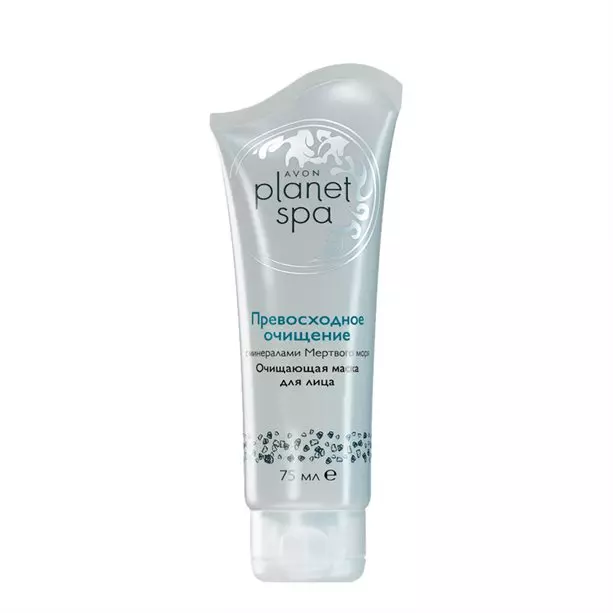 AVON
planet
spa
Превосходное
очищение
с минералами Мертвого моря
Очищающая маска
для лица
75 мл e